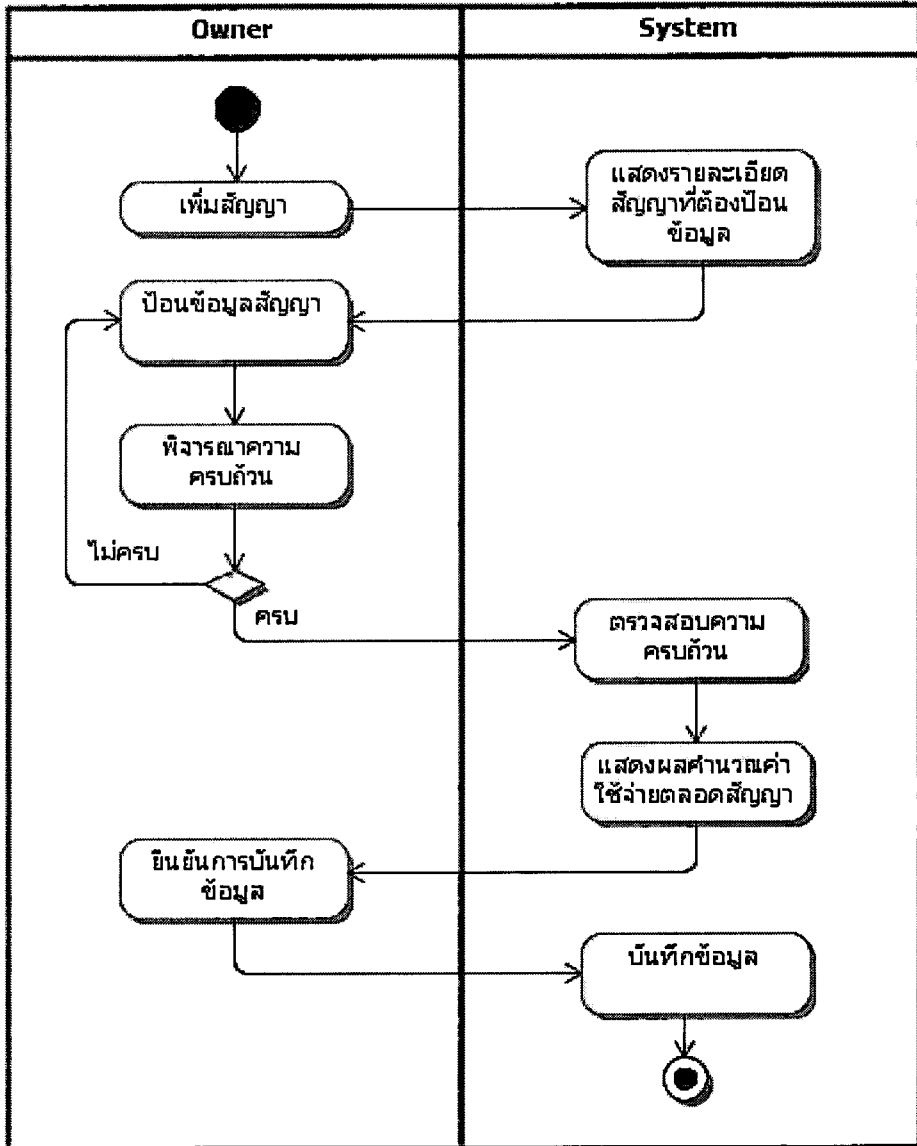 Owner
System
เพิ่มสัญญา
แสดงรายละเอียด
สัญญาที่ต้องป้อน
ข้อมูล
ป้อนข้อมูลสัญญา
พิจารณาความ
ครบถ้วน
ไม่ครบ
ครบ
ตรวจสอบความ
ครบถ้วน
แสดงผลคำนวณค่า
ใช้จ่ายตลอดสัญญา
ยืนยันการบันทึก
ข้อมูล
บันทึกข้อมูล